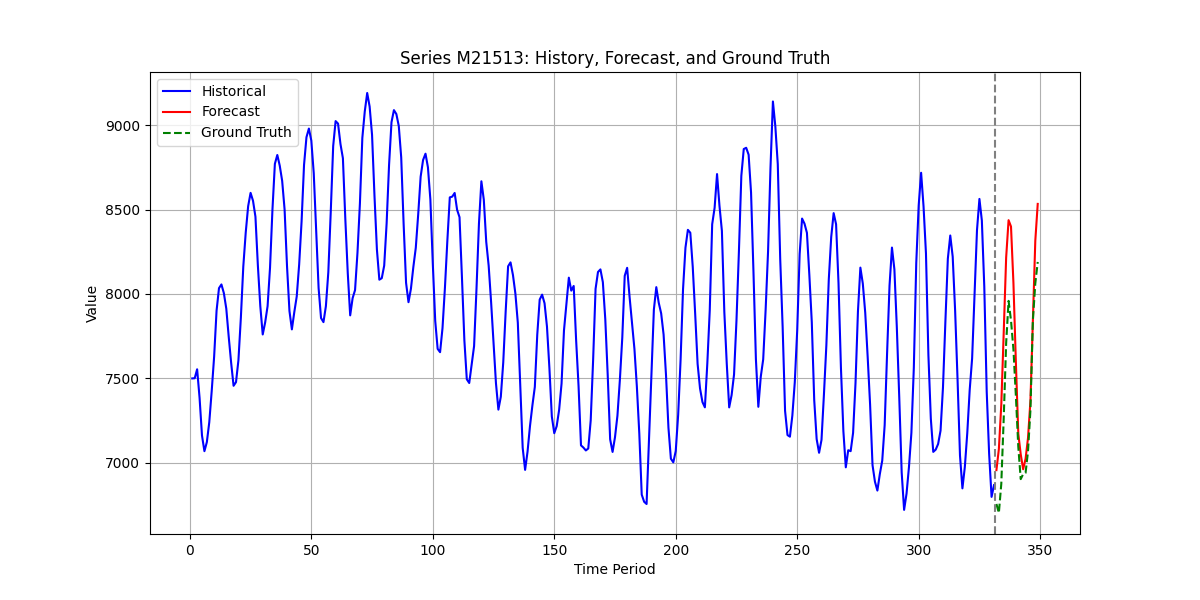 Series M21513: History, Forecast, and Ground Truth
Historical
Forecast
Ground Truth
9000
8500
8000
7500
7000
Value
0 50 100 150 200 250 300 350
Time Period